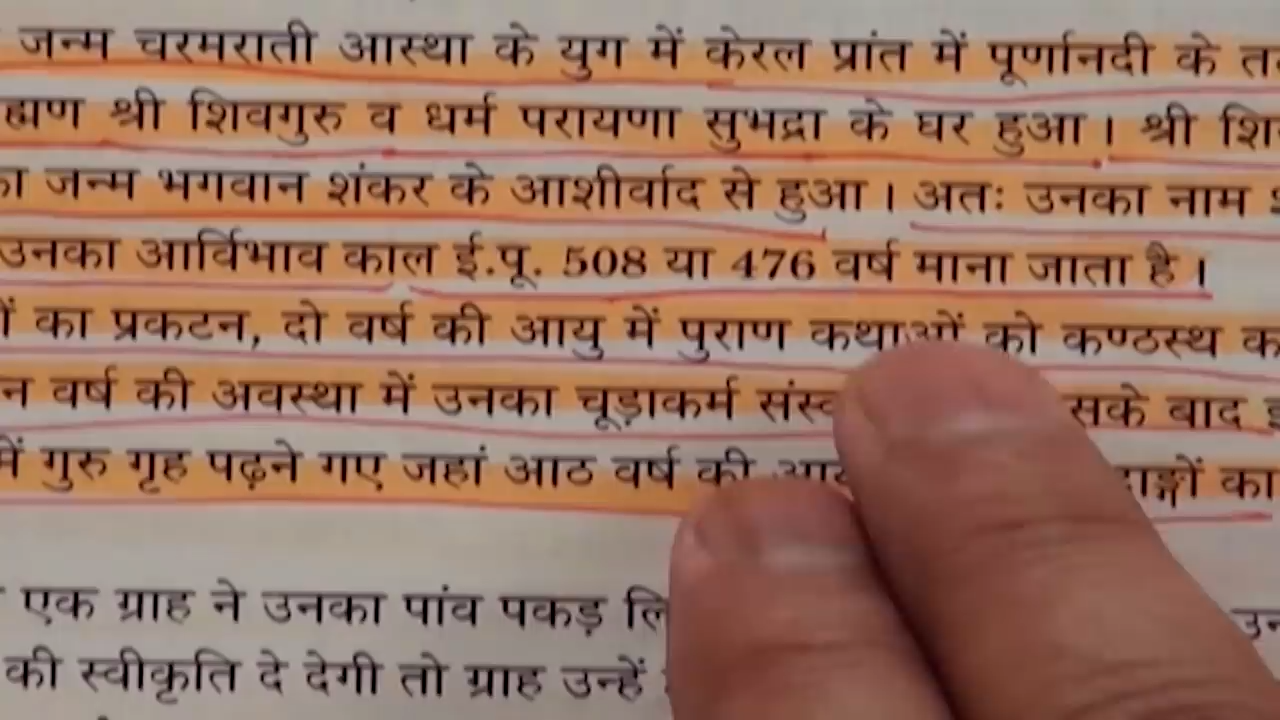 जन्म चरमराती आस्था के युग में केरल प्रांत में पूर्णानदी के
श्री शिवगुरु व धर्म परायणा सुभद्रा के घर हुआ। श्री
जन्म भगवान शंकर के आशीर्वाद से हुआ। अतः उनका नाम
उनका आर्विभाव काल ई.पू. 508 या 476 वर्ष माना जाता है।
का प्रकटन, दो वर्ष की आयु में पुराण कथाओं को कण्ठस्थ
वर्ष की अवस्था में उनका चूड़ाकर्म बाद
में गुरु गृह पढ़ने गए जहां आठ वर्ष की का
एक ग्राह ने उनका पांव पकड़
की स्वीकृति दे देगी तो ग्राह उन्हें